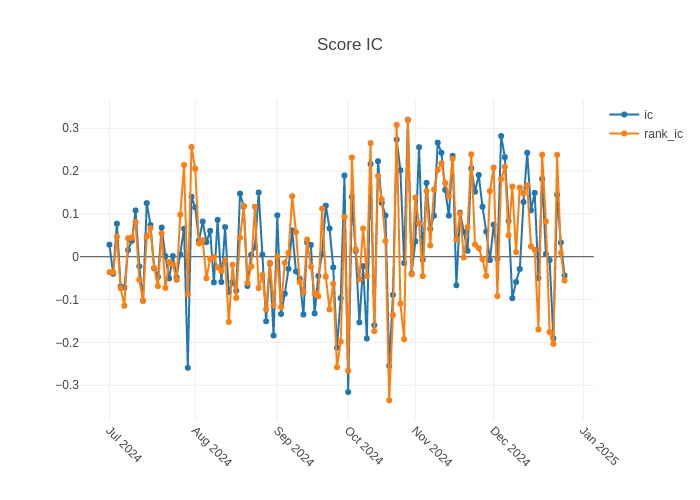 Score IC
ic
rank_ic
0.3
0.2
0.1
0
−0.1
−0.2
−0.3
Jul 2024
Aug 2024
Sep 2024
Oct 2024
Nov 2024
Dec 2024
Jan 2025